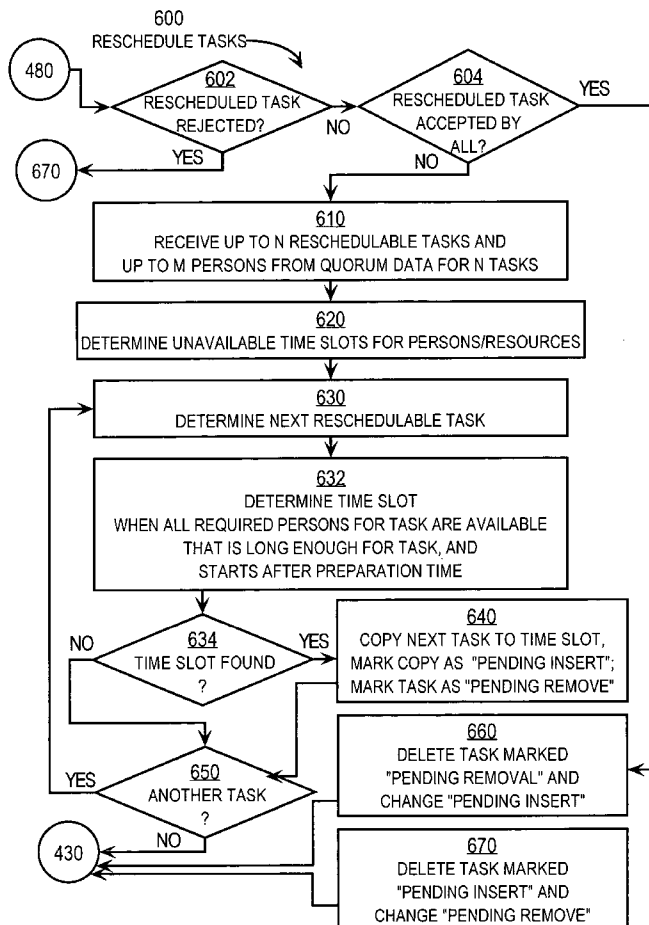 600
RESCHEDULE TASKS
480
602
RESCHEDULED TASK
REJECTED?
NO
YES
670
604
RESCHEDULED TASK
ACCEPTED BY
ALL?
YES
NO
610
RECEIVE UP TO N RESCHEDULABLE TASKS AND
UP TO M PERSONS FROM QUORUM DATA FOR N TASKS
620
DETERMINE UNAVAILABLE TIME SLOTS FOR PERSONS/RESOURCES
630
DETERMINE NEXT RESCHEDULABLE TASK
632
DETERMINE TIME SLOT
WHEN ALL REQUIRED PERSONS FOR TASK ARE AVAILABLE
THAT IS LONG ENOUGH FOR TASK, AND
STARTS AFTER PREPARATION TIME
NO
634
TIME SLOT FOUND
?
YES
640
COPY NEXT TASK TO TIME SLOT,
MARK COPY AS "PENDING INSERT";
MARK TASK AS "PENDING REMOVE"
YES
650
ANOTHER TASK
?
NO
430
660
DELETE TASK MARKED
"PENDING REMOVAL" AND
CHANGE "PENDING INSERT"
670
DELETE TASK MARKED
"PENDING INSERT" AND
CHANGE "PENDING REMOVE"